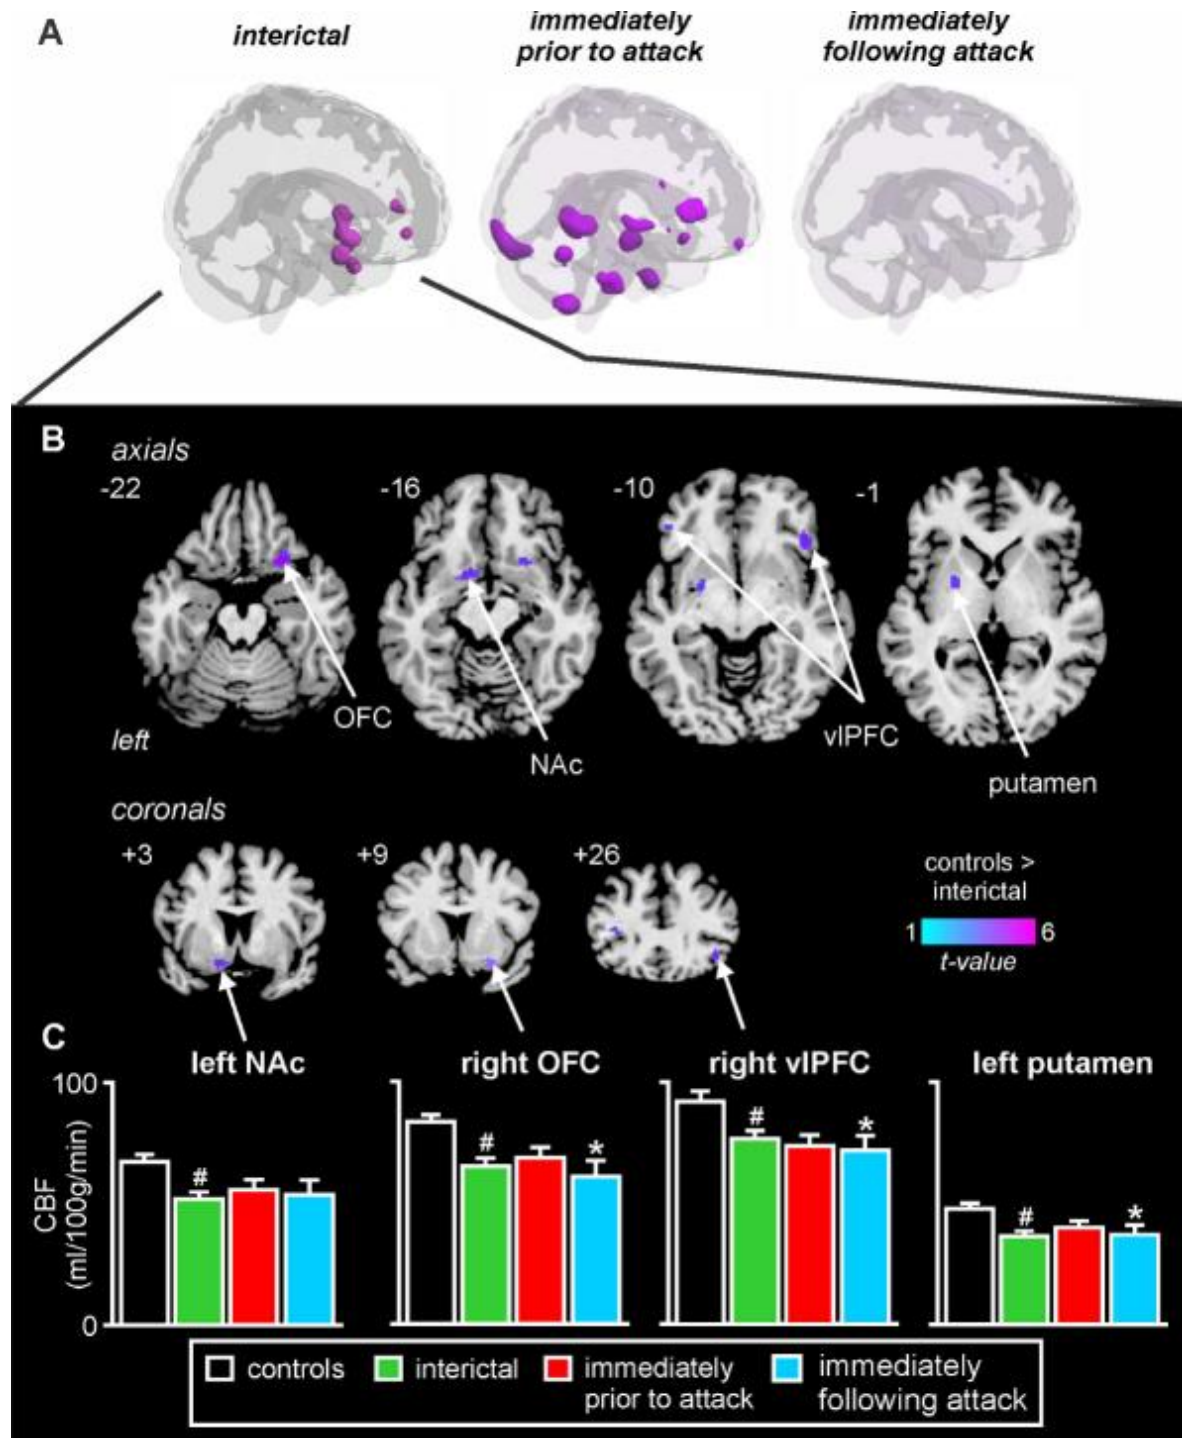 A
interictal
immediately
prior to attack
immediately
following attack
B
axials
-22
-16
-10
-1
OFC
left
NAc
vlPFC
putamen
coronals
+3
+9
+26
controls >
interictal
1
6
t-value
C
left NAc
right OFC
right vlPFC
left putamen
100
CBF
(ml/100g/min)
0
#
#
*
#
*
#
*
controls
interictal
immediately
prior to attack
immediately
following attack